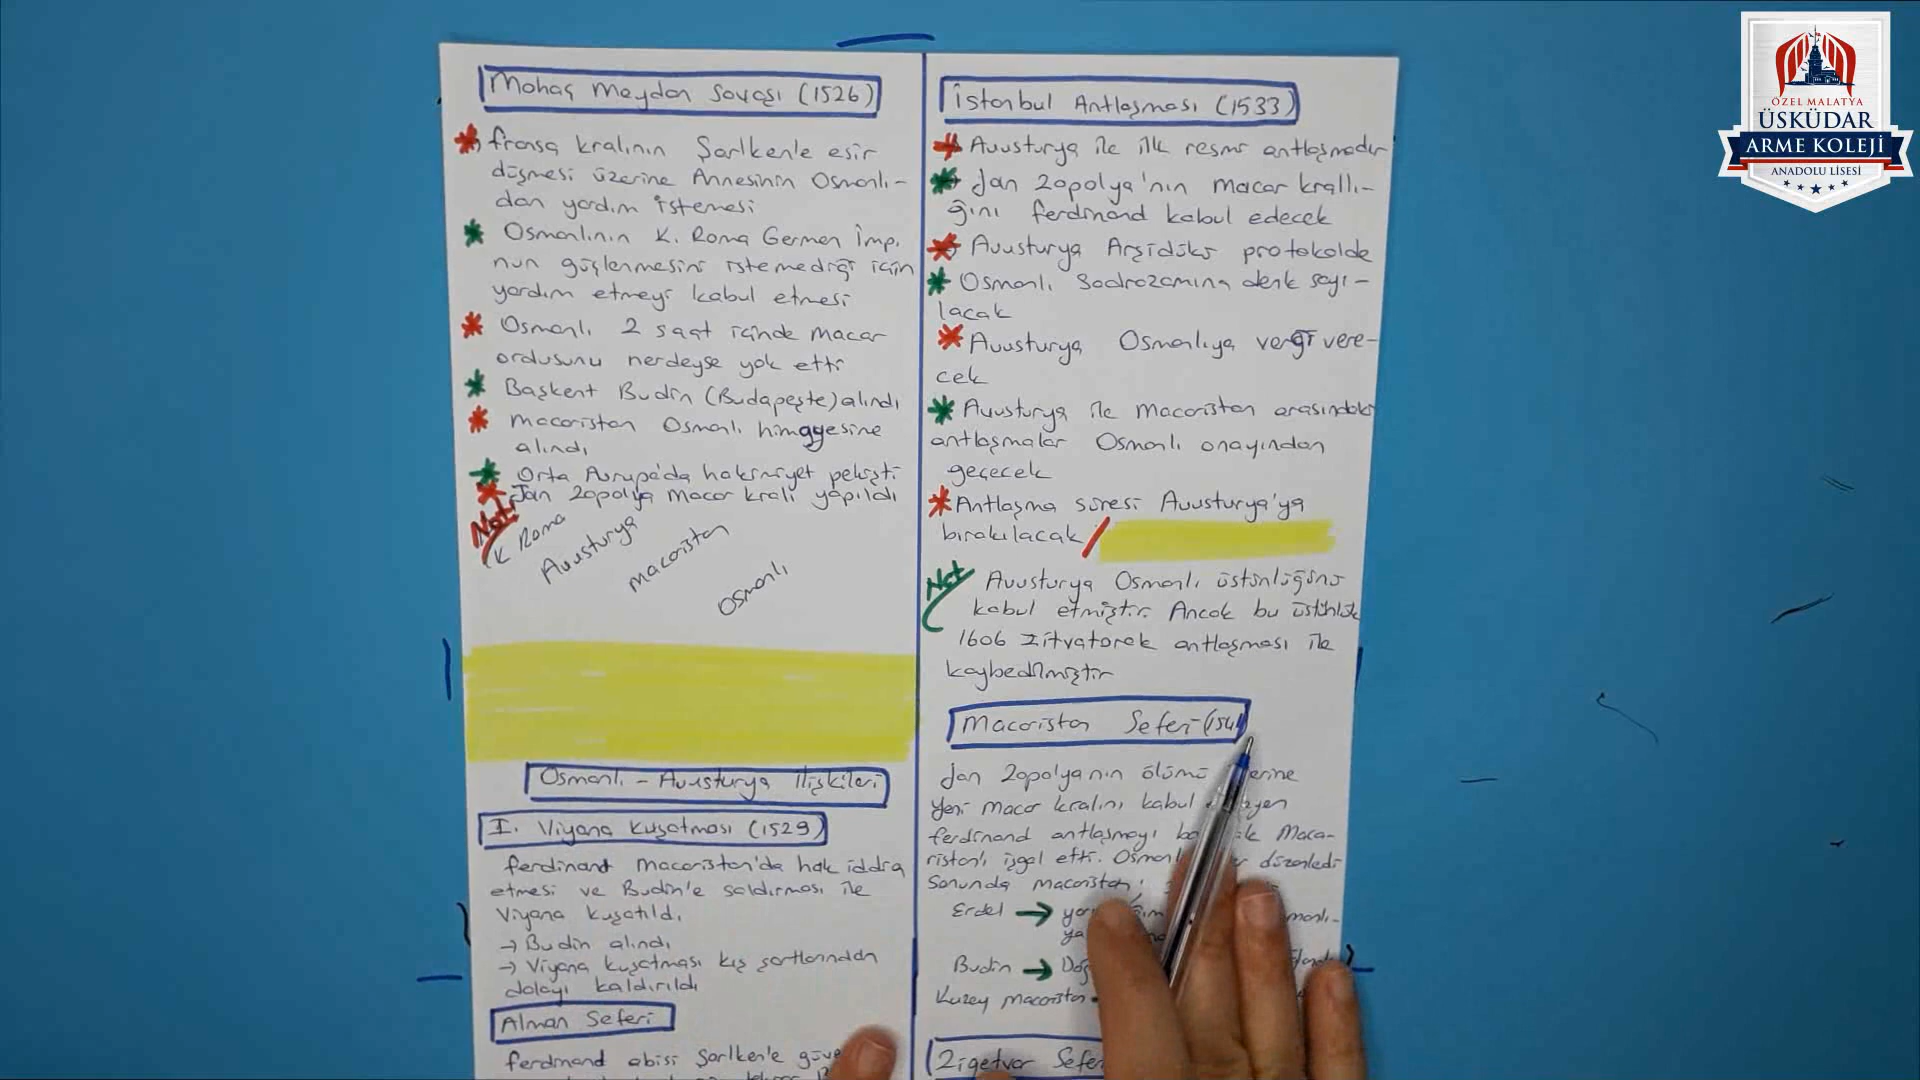 Mohaç Meydan Savaşı (1526)
fransa kralının Şarlken'e esir
düşmesi üzerine Annesinin Osmanlı-
dan yardım istemesi
Osmanlının K. Roma Germen İmp.
nun güçlenmesini istemediği için
yardım etmeyi kabul etmesi
Osmanlı 2 saat içinde macar
ordusunu nerdeyse yok etti
Başkent Budin (Budapeşte) alındı
macaristan Osmanlı himayesine
alındı
Orta Avrupa'da hakimiyet pekişti
Jan Zapolya macar kralı yapıldı
Not:
K Roma
Avusturya
macaristan
Osmanlı
Osmanlı - Avusturya İlişkileri
I. Viyana Kuşatması (1529)
ferdinant macaristan'da hak iddia
etmesi ve Budin'e saldırması ile
Viyana kuşatıldı
→ Budin alındı
→ Viyana kuşatması kış şartlarından
dolayı kaldırıldı
Alman Seferi
ferdinand abisi Şarlken'e
İstanbul Antlaşması (1533)
Avusturya ile ilk resmi antlaşmadır
Jan Zapolya'nın macar krallı-
ğını ferdinand kabul edecek
Avusturya Arşidükü protokolde
Osmanlı Sadrazamına denk sayı-
lacak
Avusturya Osmanlıya vergi vere-
cek
Avusturya ile macaristan arasındaki
antlaşmalar Osmanlı onayından
geçecek
Antlaşma süresi Avusturya'ya
bırakılacak
Not Avusturya Osmanlı üstünlüğünü
kabul etmiştir. Ancak bu üstünlük
1606 Zitvatorok antlaşması ile
kaybedilmiştir
Macaristan Seferi
Jan Zapolyanın ölümü
yeni macar kralını kabul
ferdinand antlaşmayı Maca-
ristan'ı işgal etti. düzenledi
Sonunda macaristan
Erdel →
Budin →
Kuzey macaristan
Zigetvar
ÖZEL MALATYA
ÜSKÜDAR
ARME KOLEJİ
ANADOLU LİSESİ